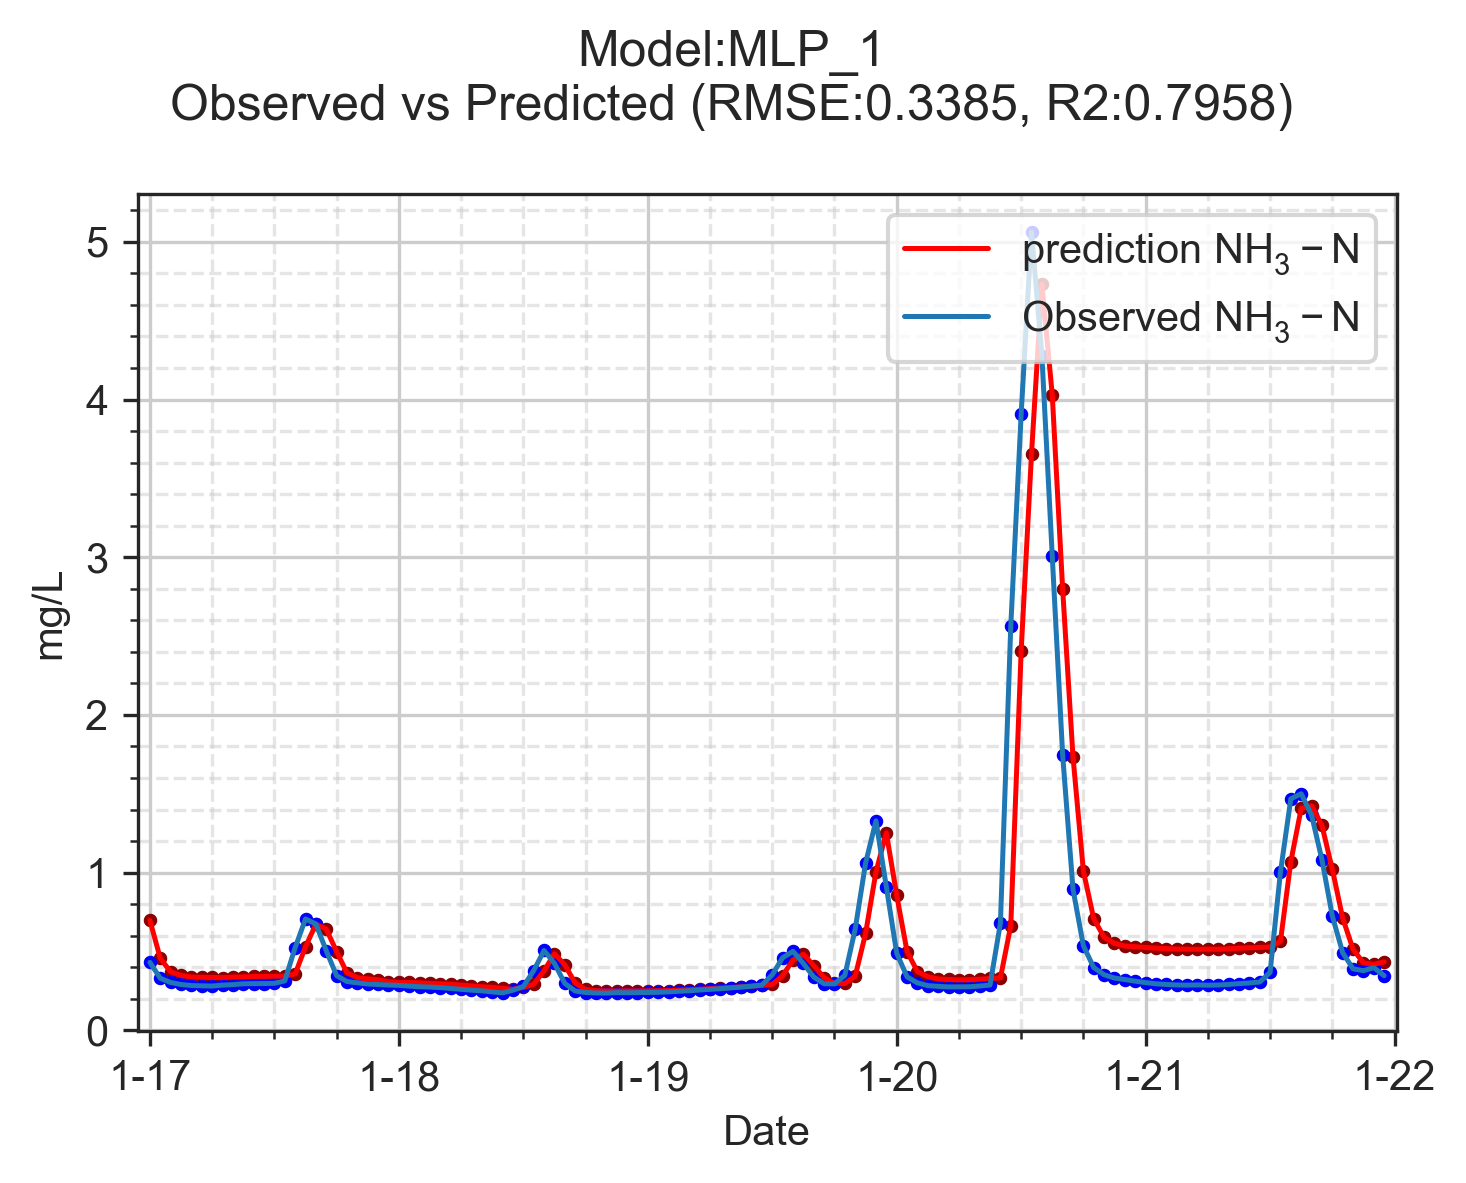 Model:MLP_1
Observed vs Predicted (RMSE:0.3385, R2:0.7958)
prediction NH₃ − N
Observed NH₃ − N
5
4
3
2
1
0
mg/L
1-17 1-18 1-19 1-20 1-21 1-22
Date